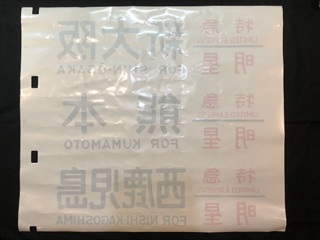 特急
LIMITED EXPRESS
明星
新大阪
FOR SHIN-OSAKA
特急
LIMITED EXPRESS
明星
熊本
FOR KUMAMOTO
特急
LIMITED EXPRESS
明星
西鹿児島
FOR NISHI-KAGOSHIMA